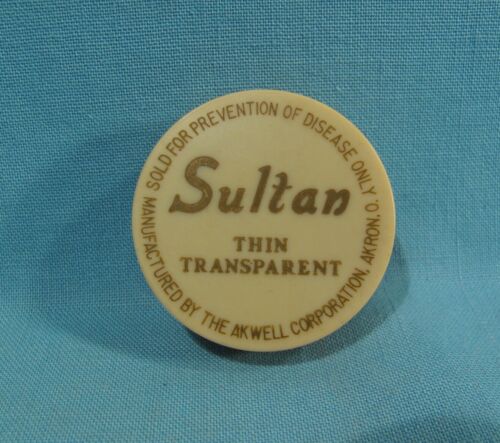 SOLD FOR PREVENTION OF DISEASE ONLY
Sultan
THIN
TRANSPARENT
MANUFACTURED BY THE AKWELL CORPORATION, AKRON, O.